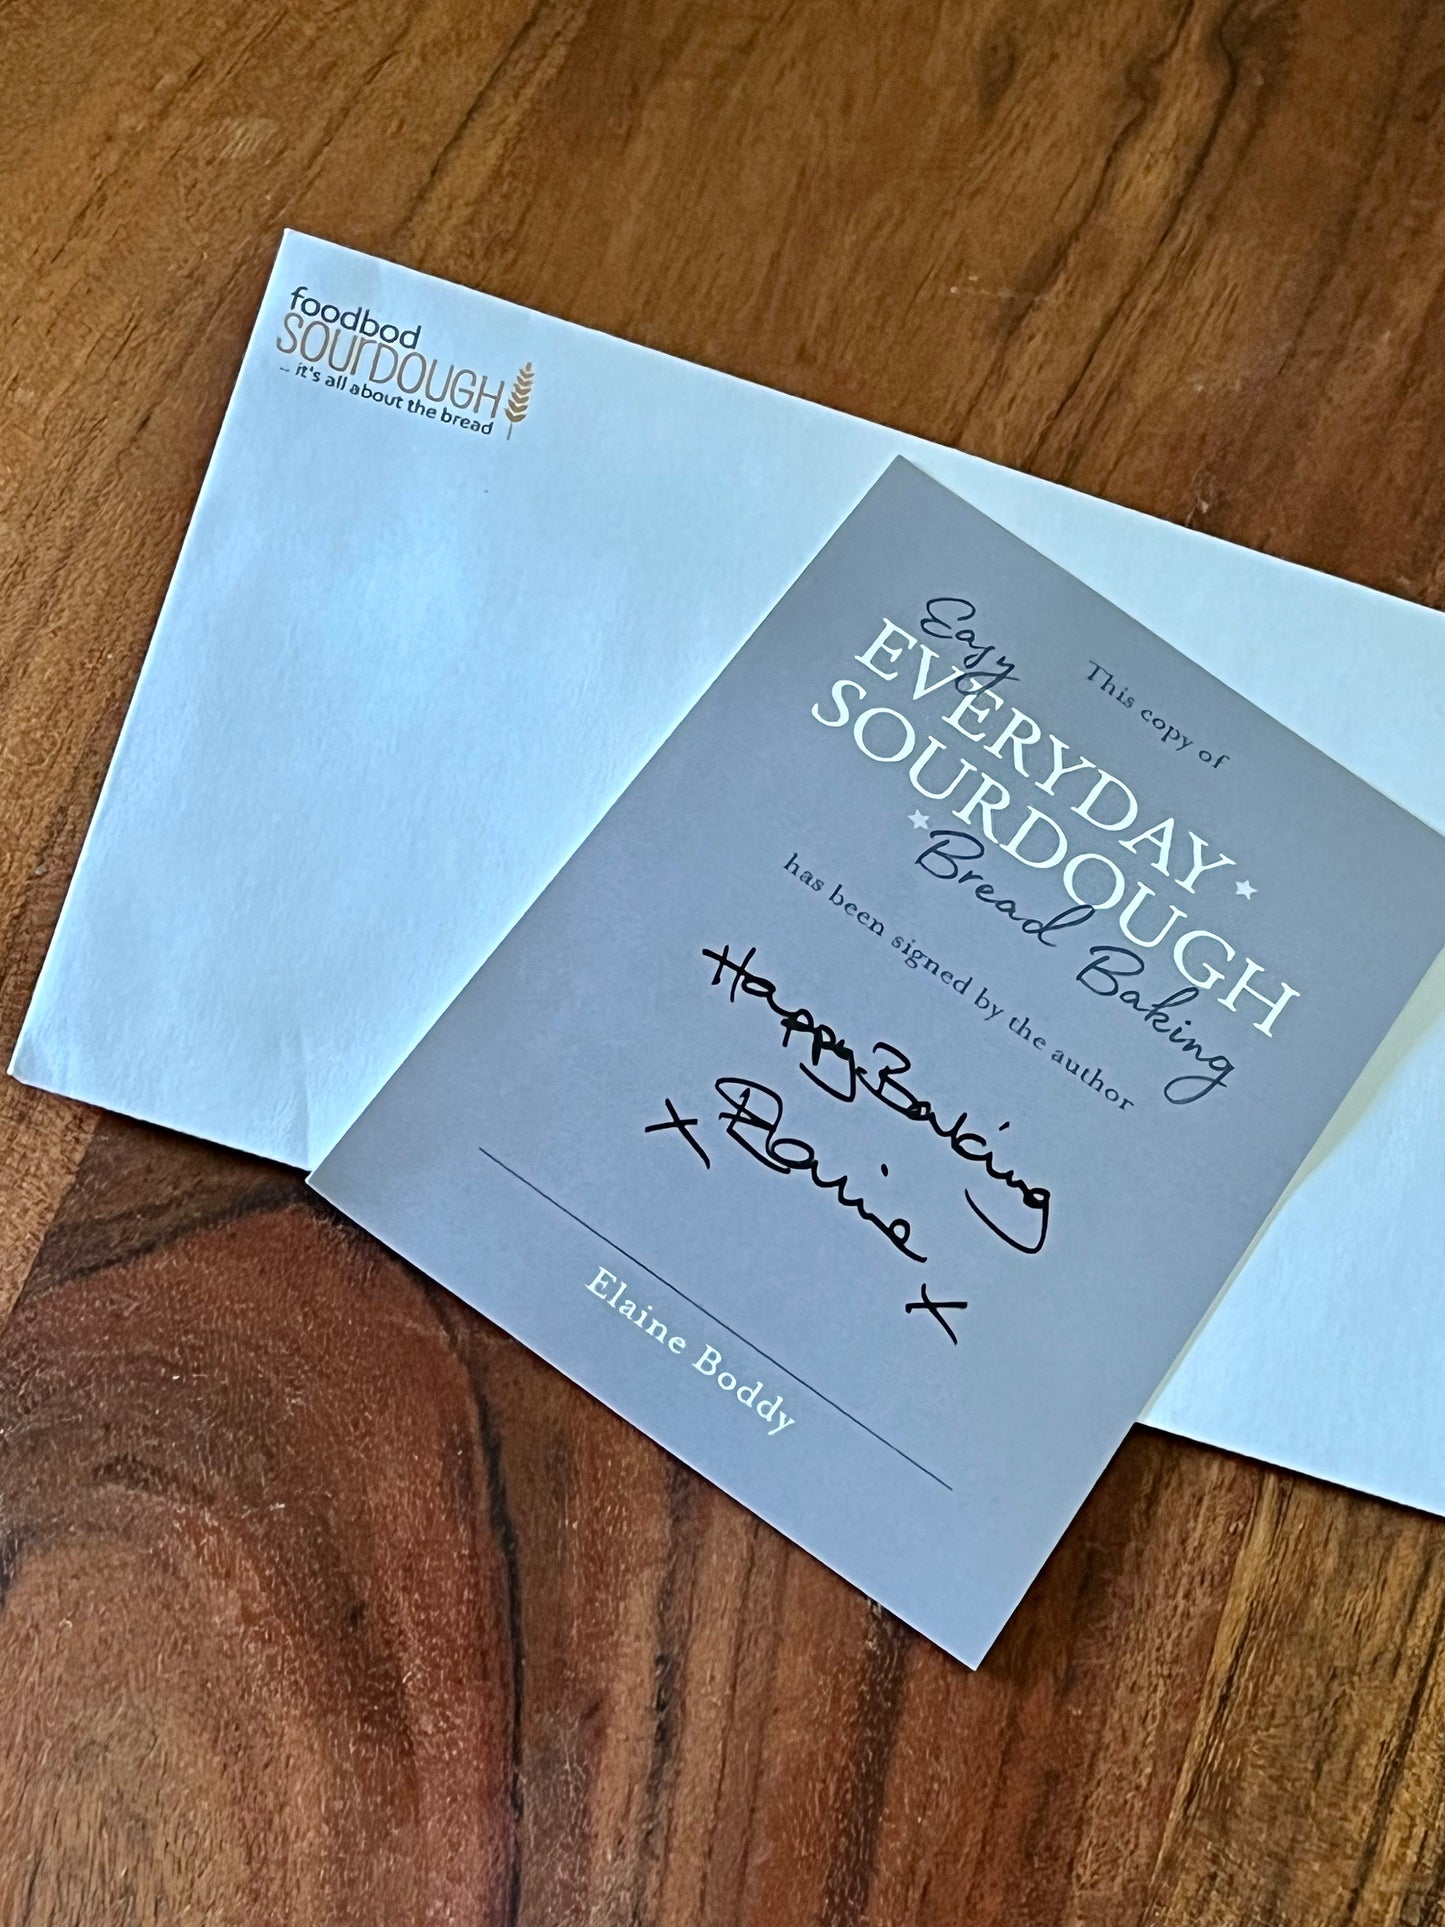 foodbod
SOURDOUGH
- it's all about the bread
This copy of
Easy
EVERYDAY
SOURDOUGH
Bread Baking
has been signed by the author
Happy Baking
Elaine
x x
Elaine Boddy